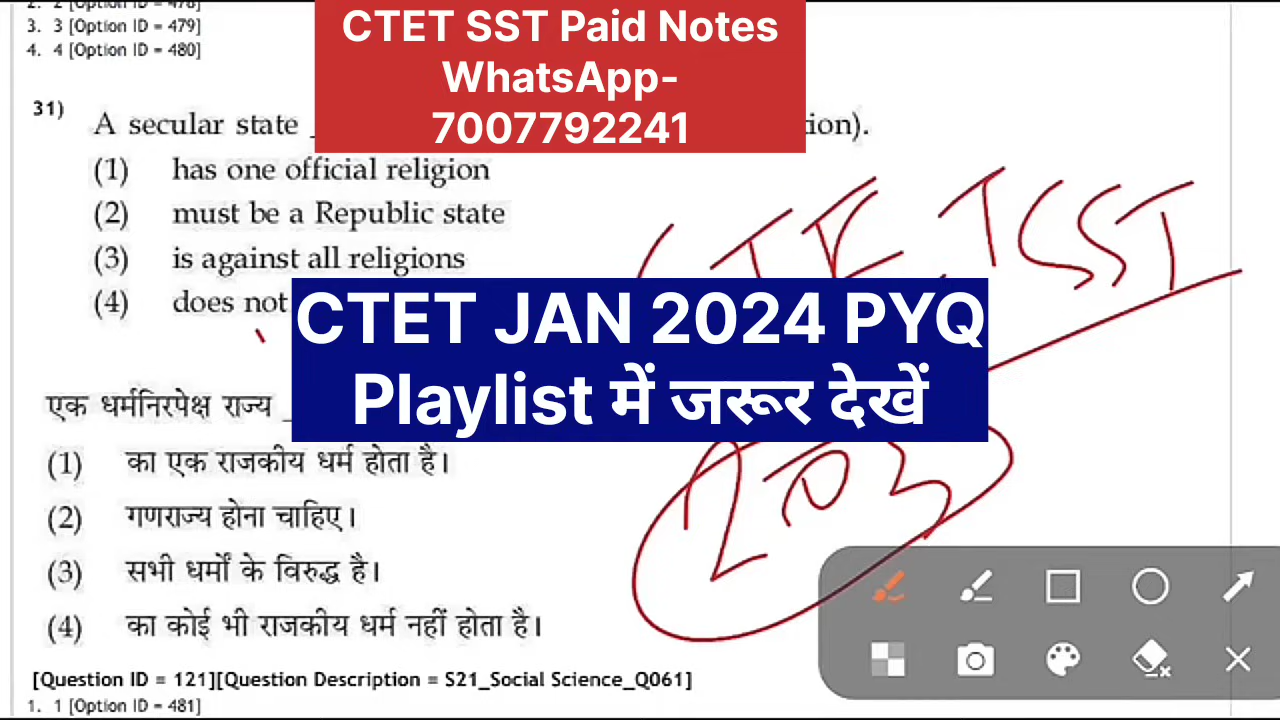 2. 2 [Option ID = 478]
3. 3 [Option ID = 479]
4. 4 [Option ID = 480]
CTET SST Paid Notes
WhatsApp-
7007792241
31)
A secular state _ ion).
(1) has one official religion
(2) must be a Republic state
(3) is against all religions
(4) does not
CTET SST
CTET JAN 2024 PYQ
Playlist में जरूर देखें
एक धर्मनिरपेक्ष राज्य _
(1) का एक राजकीय धर्म होता है।
(2) गणराज्य होना चाहिए।
(3) सभी धर्मों के विरुद्ध है।
(4) का कोई भी राजकीय धर्म नहीं होता है।
[Question ID = 121][Question Description = S21_Social Science_Q061]
1. 1 [Option ID = 481]